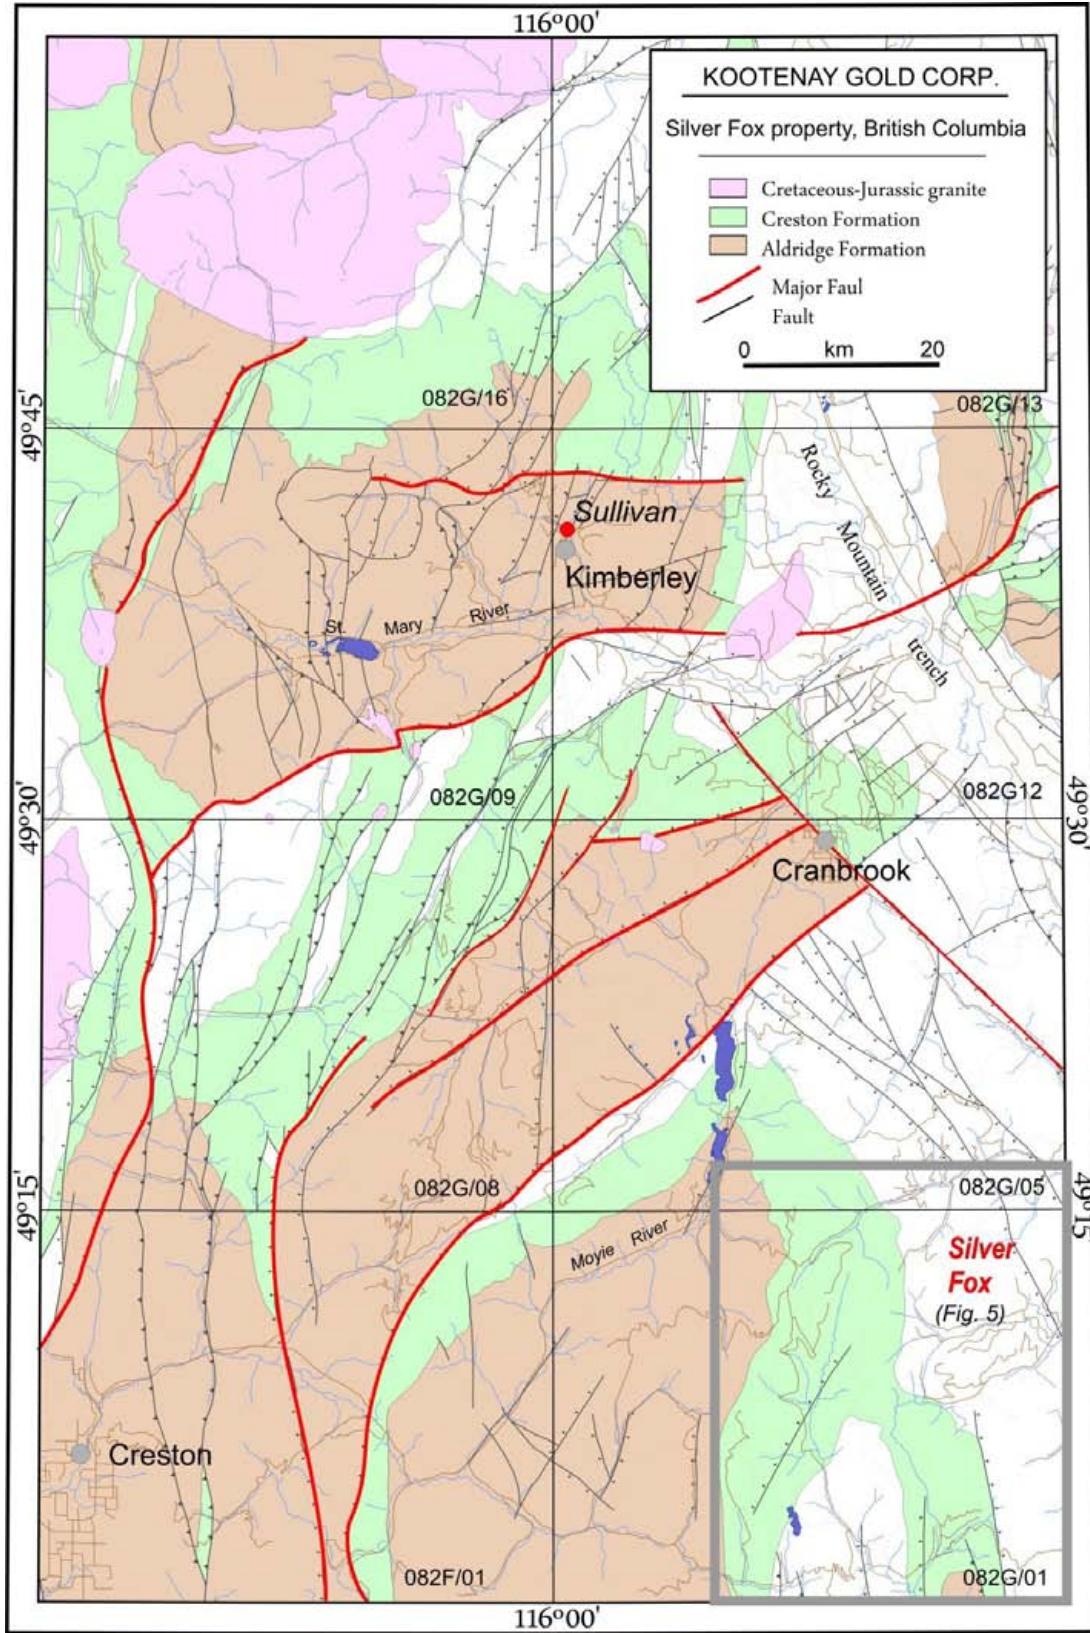 116°00'
KOOTENAY GOLD CORP.
Silver Fox property, British Columbia
Cretaceous-Jurassic granite
Creston Formation
Aldridge Formation
Major Faul
Fault
0 km 20
082G/16
082G/13
49°45'
Rocky
Mountain
trench
Sullivan
Kimberley
St. Mary River
082G/09
082G12
49°30'
49°30'
Cranbrook
082G/08
082G/05
49°15'
49°15'
Moyie River
Silver
Fox
(Fig. 5)
Creston
082F/01
082G/01
116°00'